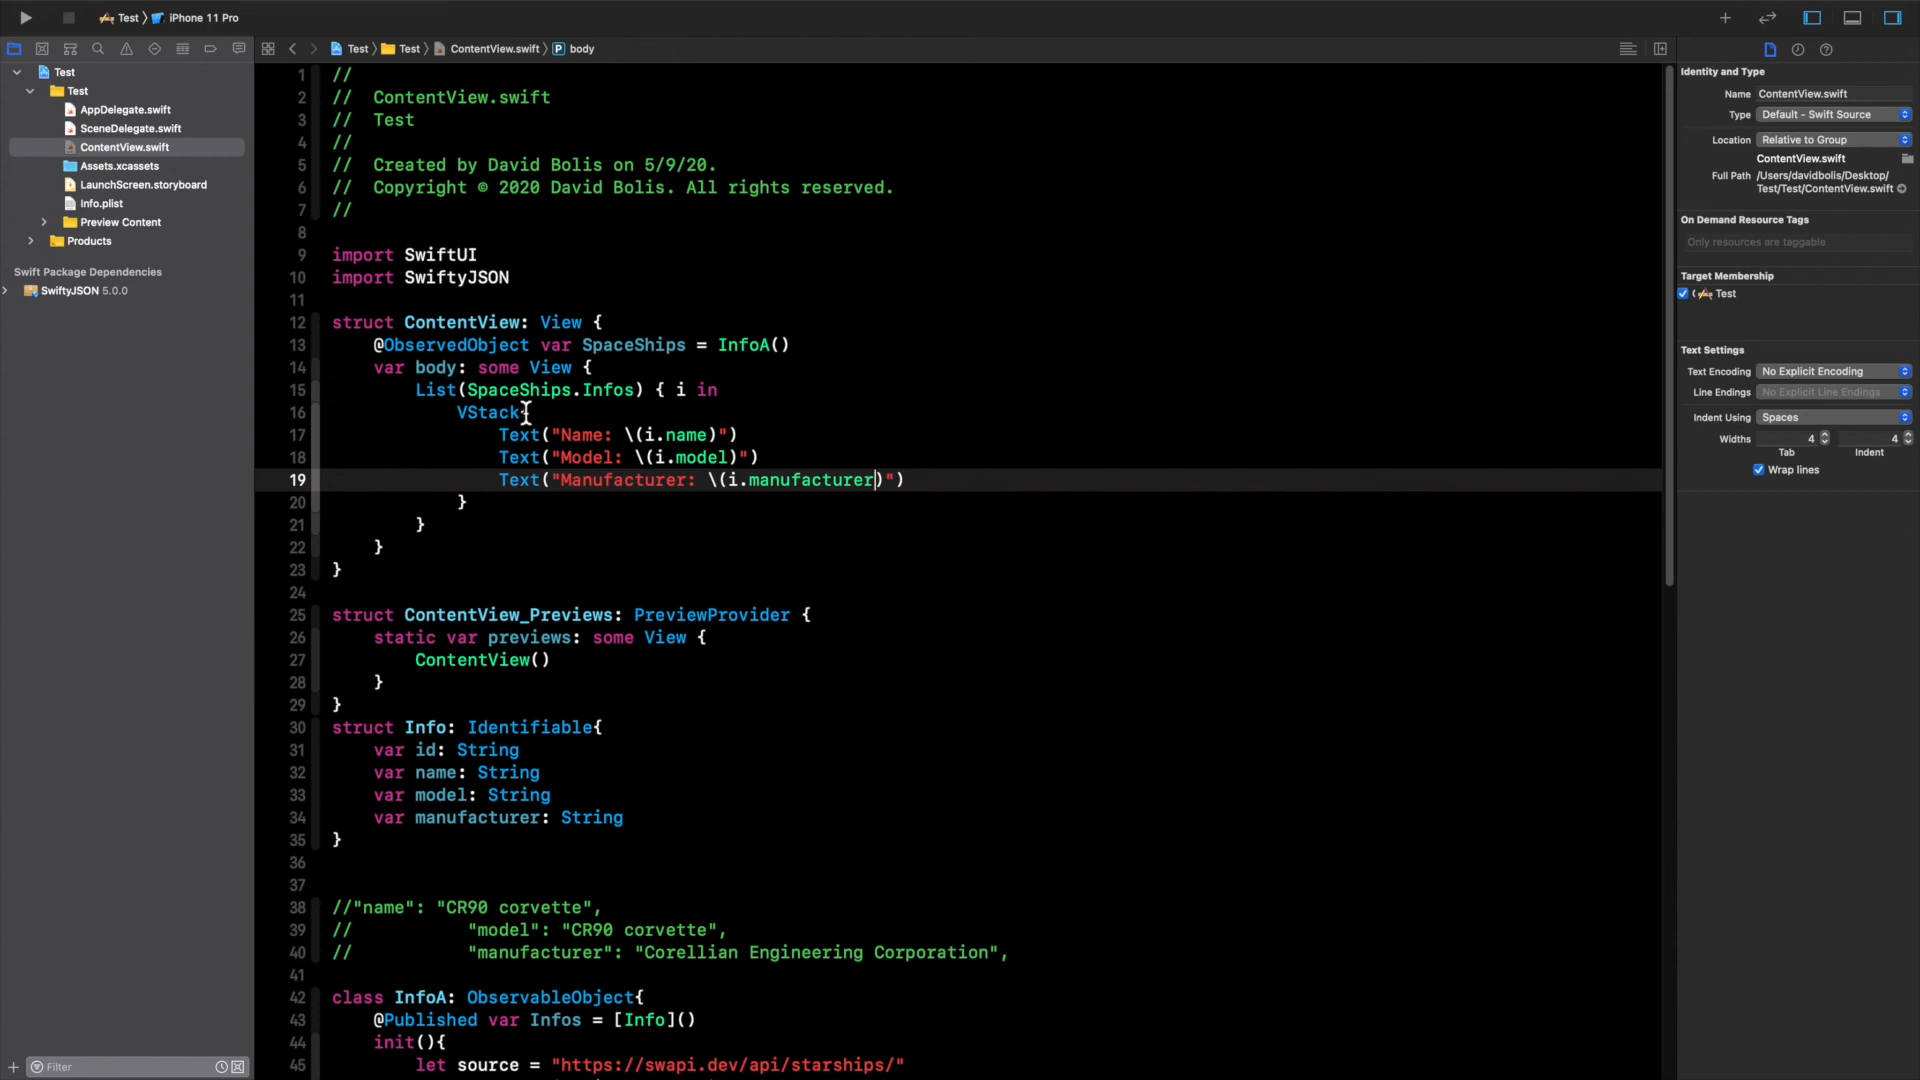 Test 〉 iPhone 11 Pro
Test 〉 Test 〉 ContentView.swift 〉 P body
Test
Test
AppDelegate.swift
SceneDelegate.swift
ContentView.swift
Assets.xcassets
LaunchScreen.storyboard
Info.plist
Preview Content
Products
Swift Package Dependencies
SwiftyJSON 5.0.0
Filter
1 //
2 //  ContentView.swift
3 //  Test
4 //
5 //  Created by David Bolis on 5/9/20.
6 //  Copyright © 2020 David Bolis. All rights reserved.
7 //
8
9 import SwiftUI
10 import SwiftyJSON
11
12 struct ContentView: View {
13     @ObservedObject var SpaceShips = InfoA()
14     var body: some View {
15         List(SpaceShips.Infos) { i in
16             VStack
17                 Text("Name: \(i.name)")
18                 Text("Model: \(i.model)")
19                 Text("Manufacturer: \(i.manufacturer)")
20             }
21         }
22     }
23 }
24
25 struct ContentView_Previews: PreviewProvider {
26     static var previews: some View {
27         ContentView()
28     }
29 }
30 struct Info: Identifiable{
31     var id: String
32     var name: String
33     var model: String
34     var manufacturer: String
35 }
36
37
38 //"name": "CR90 corvette",
39 //           "model": "CR90 corvette",
40 //           "manufacturer": "Corellian Engineering Corporation",
41
42 class InfoA: ObservableObject{
43     @Published var Infos = [Info]()
44     init(){
45         let source = "https://swapi.dev/api/starships/"
Identity and Type
Name ContentView.swift
Type Default - Swift Source
Location Relative to Group
ContentView.swift
Full Path /Users/davidbolis/Desktop/
Test/Test/ContentView.swift
On Demand Resource Tags
Only resources are taggable
Target Membership
Test
Text Settings
Text Encoding No Explicit Encoding
Line Endings No Explicit Line Endings
Indent Using Spaces
Widths 4 4
Tab Indent
Wrap lines